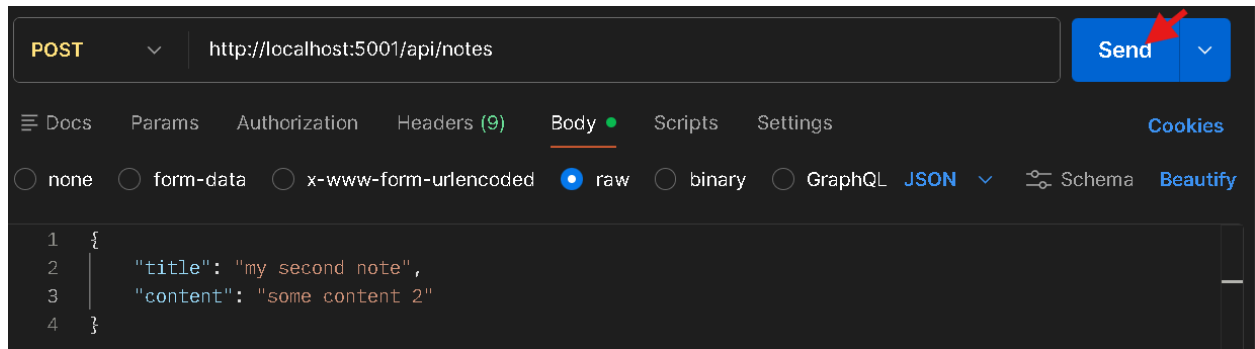 POST http://localhost:5001/api/notes Send
Docs Params Authorization Headers (9) Body Scripts Settings Cookies
none form-data x-www-form-urlencoded raw binary GraphQL JSON Schema Beautify
1 {
2 "title": "my second note",
3 "content": "some content 2"
4 }